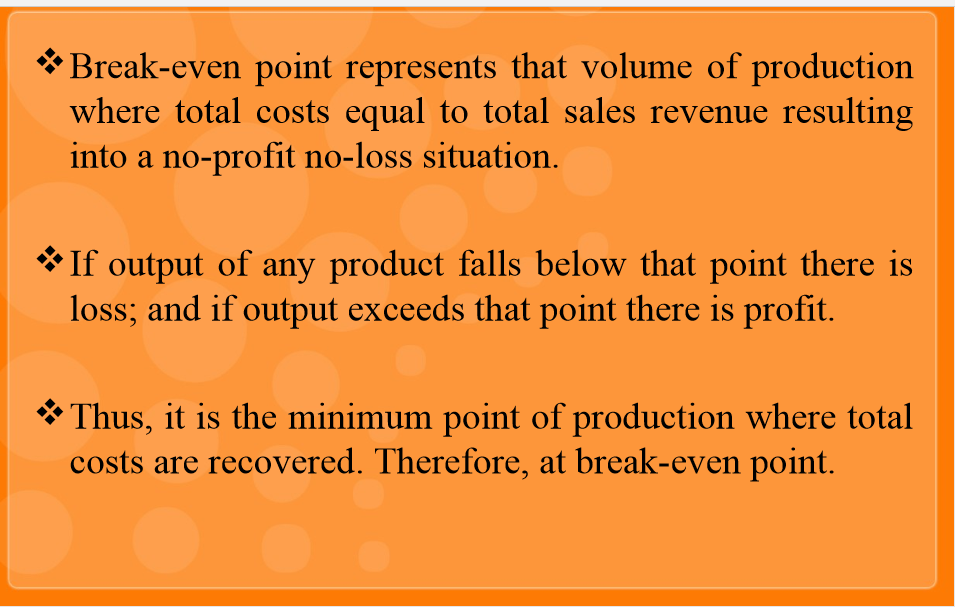 ❖Break-even point represents that volume of production
where total costs equal to total sales revenue resulting
into a no-profit no-loss situation.
❖If output of any product falls below that point there is
loss; and if output exceeds that point there is profit.
❖Thus, it is the minimum point of production where total
costs are recovered. Therefore, at break-even point.